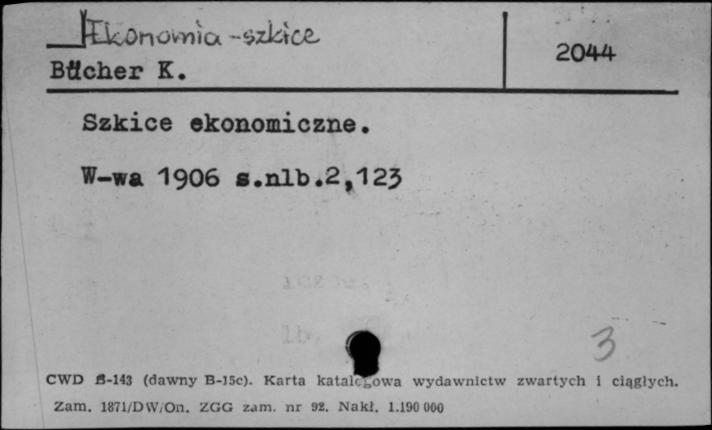 Ekonomia - szkice
2044
Bücher K.
Szkice ekonomiczne.
W-wa 1906 s.nlb.2,123
3
CWD B-143 (dawny B-15c). Karta katalogowa wydawnictw zwartych i ciągłych.
Zam. 1871/DW/On. ZGG zam. nr 92. Nakł. 1.190 000